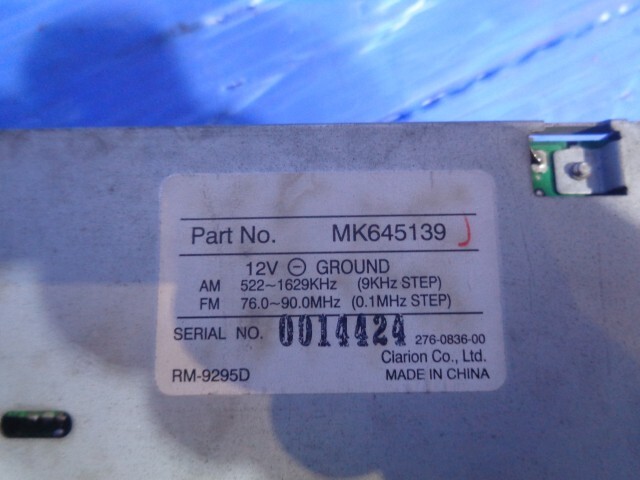 Part No. MK645139
12V ⊖ GROUND
AM 522~1629KHz (9KHz STEP)
FM 76.0~90.0MHz (0.1MHz STEP)
SERIAL NO. 0014424 276-0836-00
Clarion Co., Ltd.
RM-9295D MADE IN CHINA